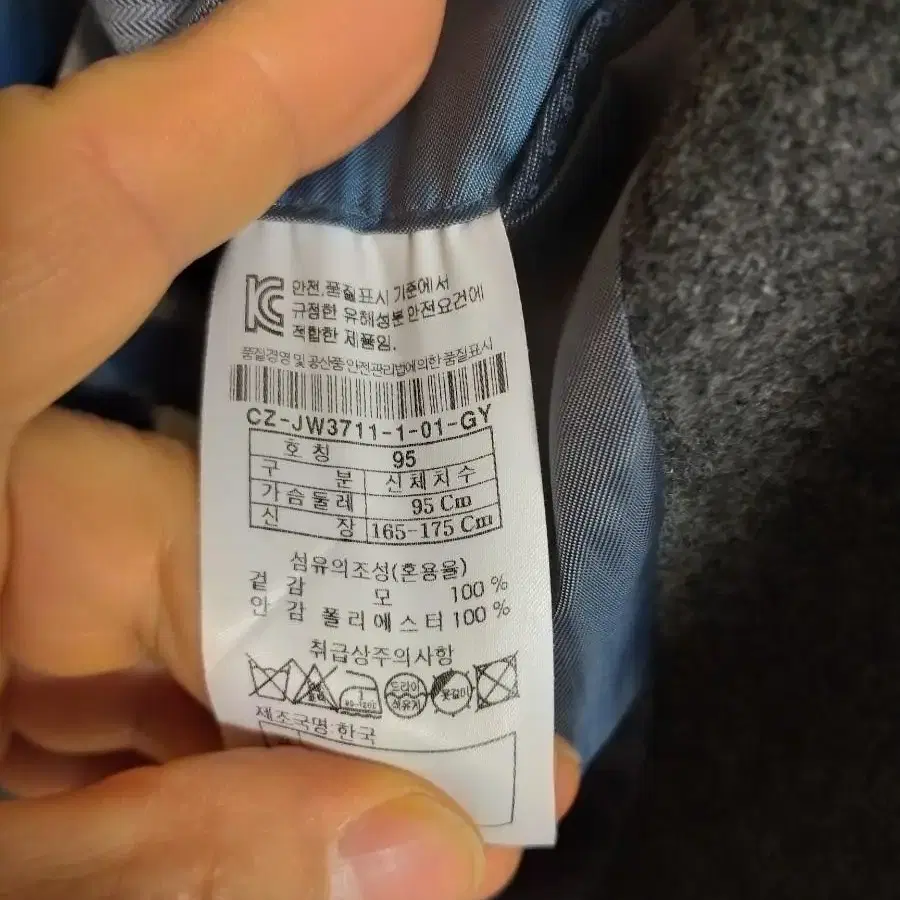 안전.품질표시 기준에서
규정한 유해성분 안전요건에
적합한 제품임.
품질경영 및 공산품 안전관리법에의한 품질표시
CZ-JW3711-1-01-GY
호칭 95
구분 신체치수
가슴둘레 95 Cm
신장 165-175 Cm
섬유의조성(혼용율)
겉감 모 100 %
안감 폴리에스터 100 %
취급상주의사항
드라이
석유계
옷걸이
제조국명:한국